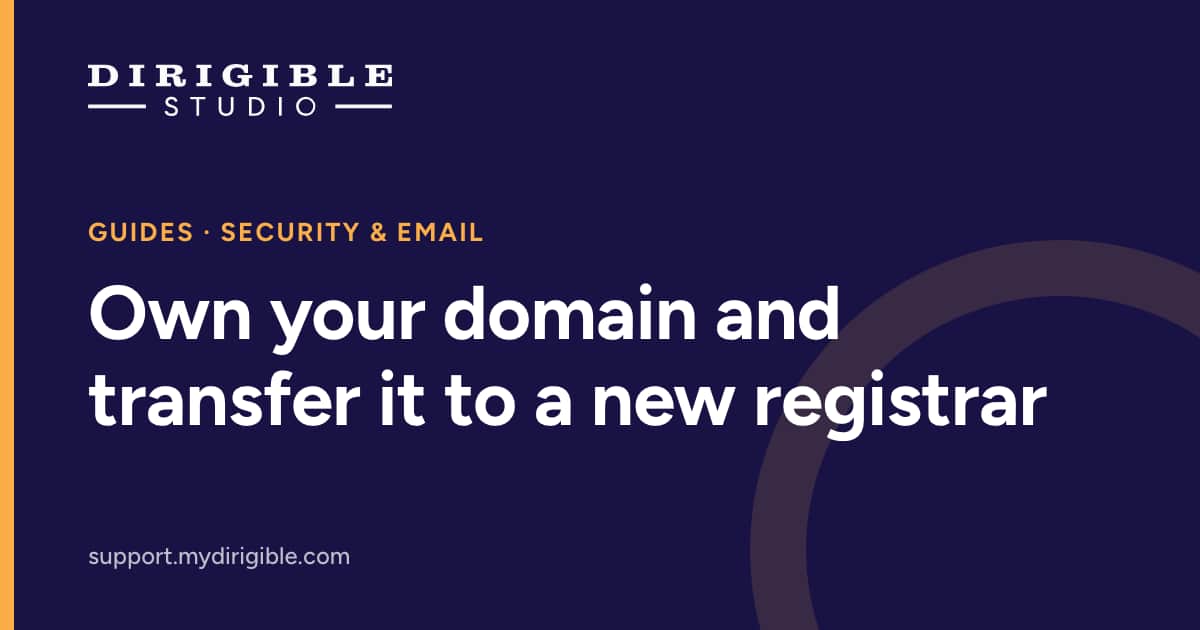 DIRIGIBLE
STUDIO
GUIDES · SECURITY & EMAIL
Own your domain and
transfer it to a new registrar
support.mydirigible.com